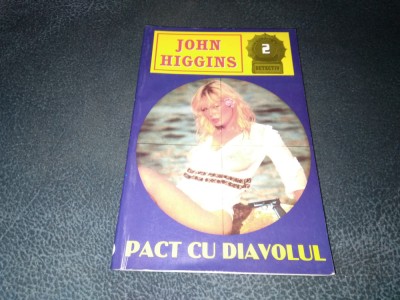 JOHN
HIGGINS
2
DETECTIV
PACT CU DIAVOLUL